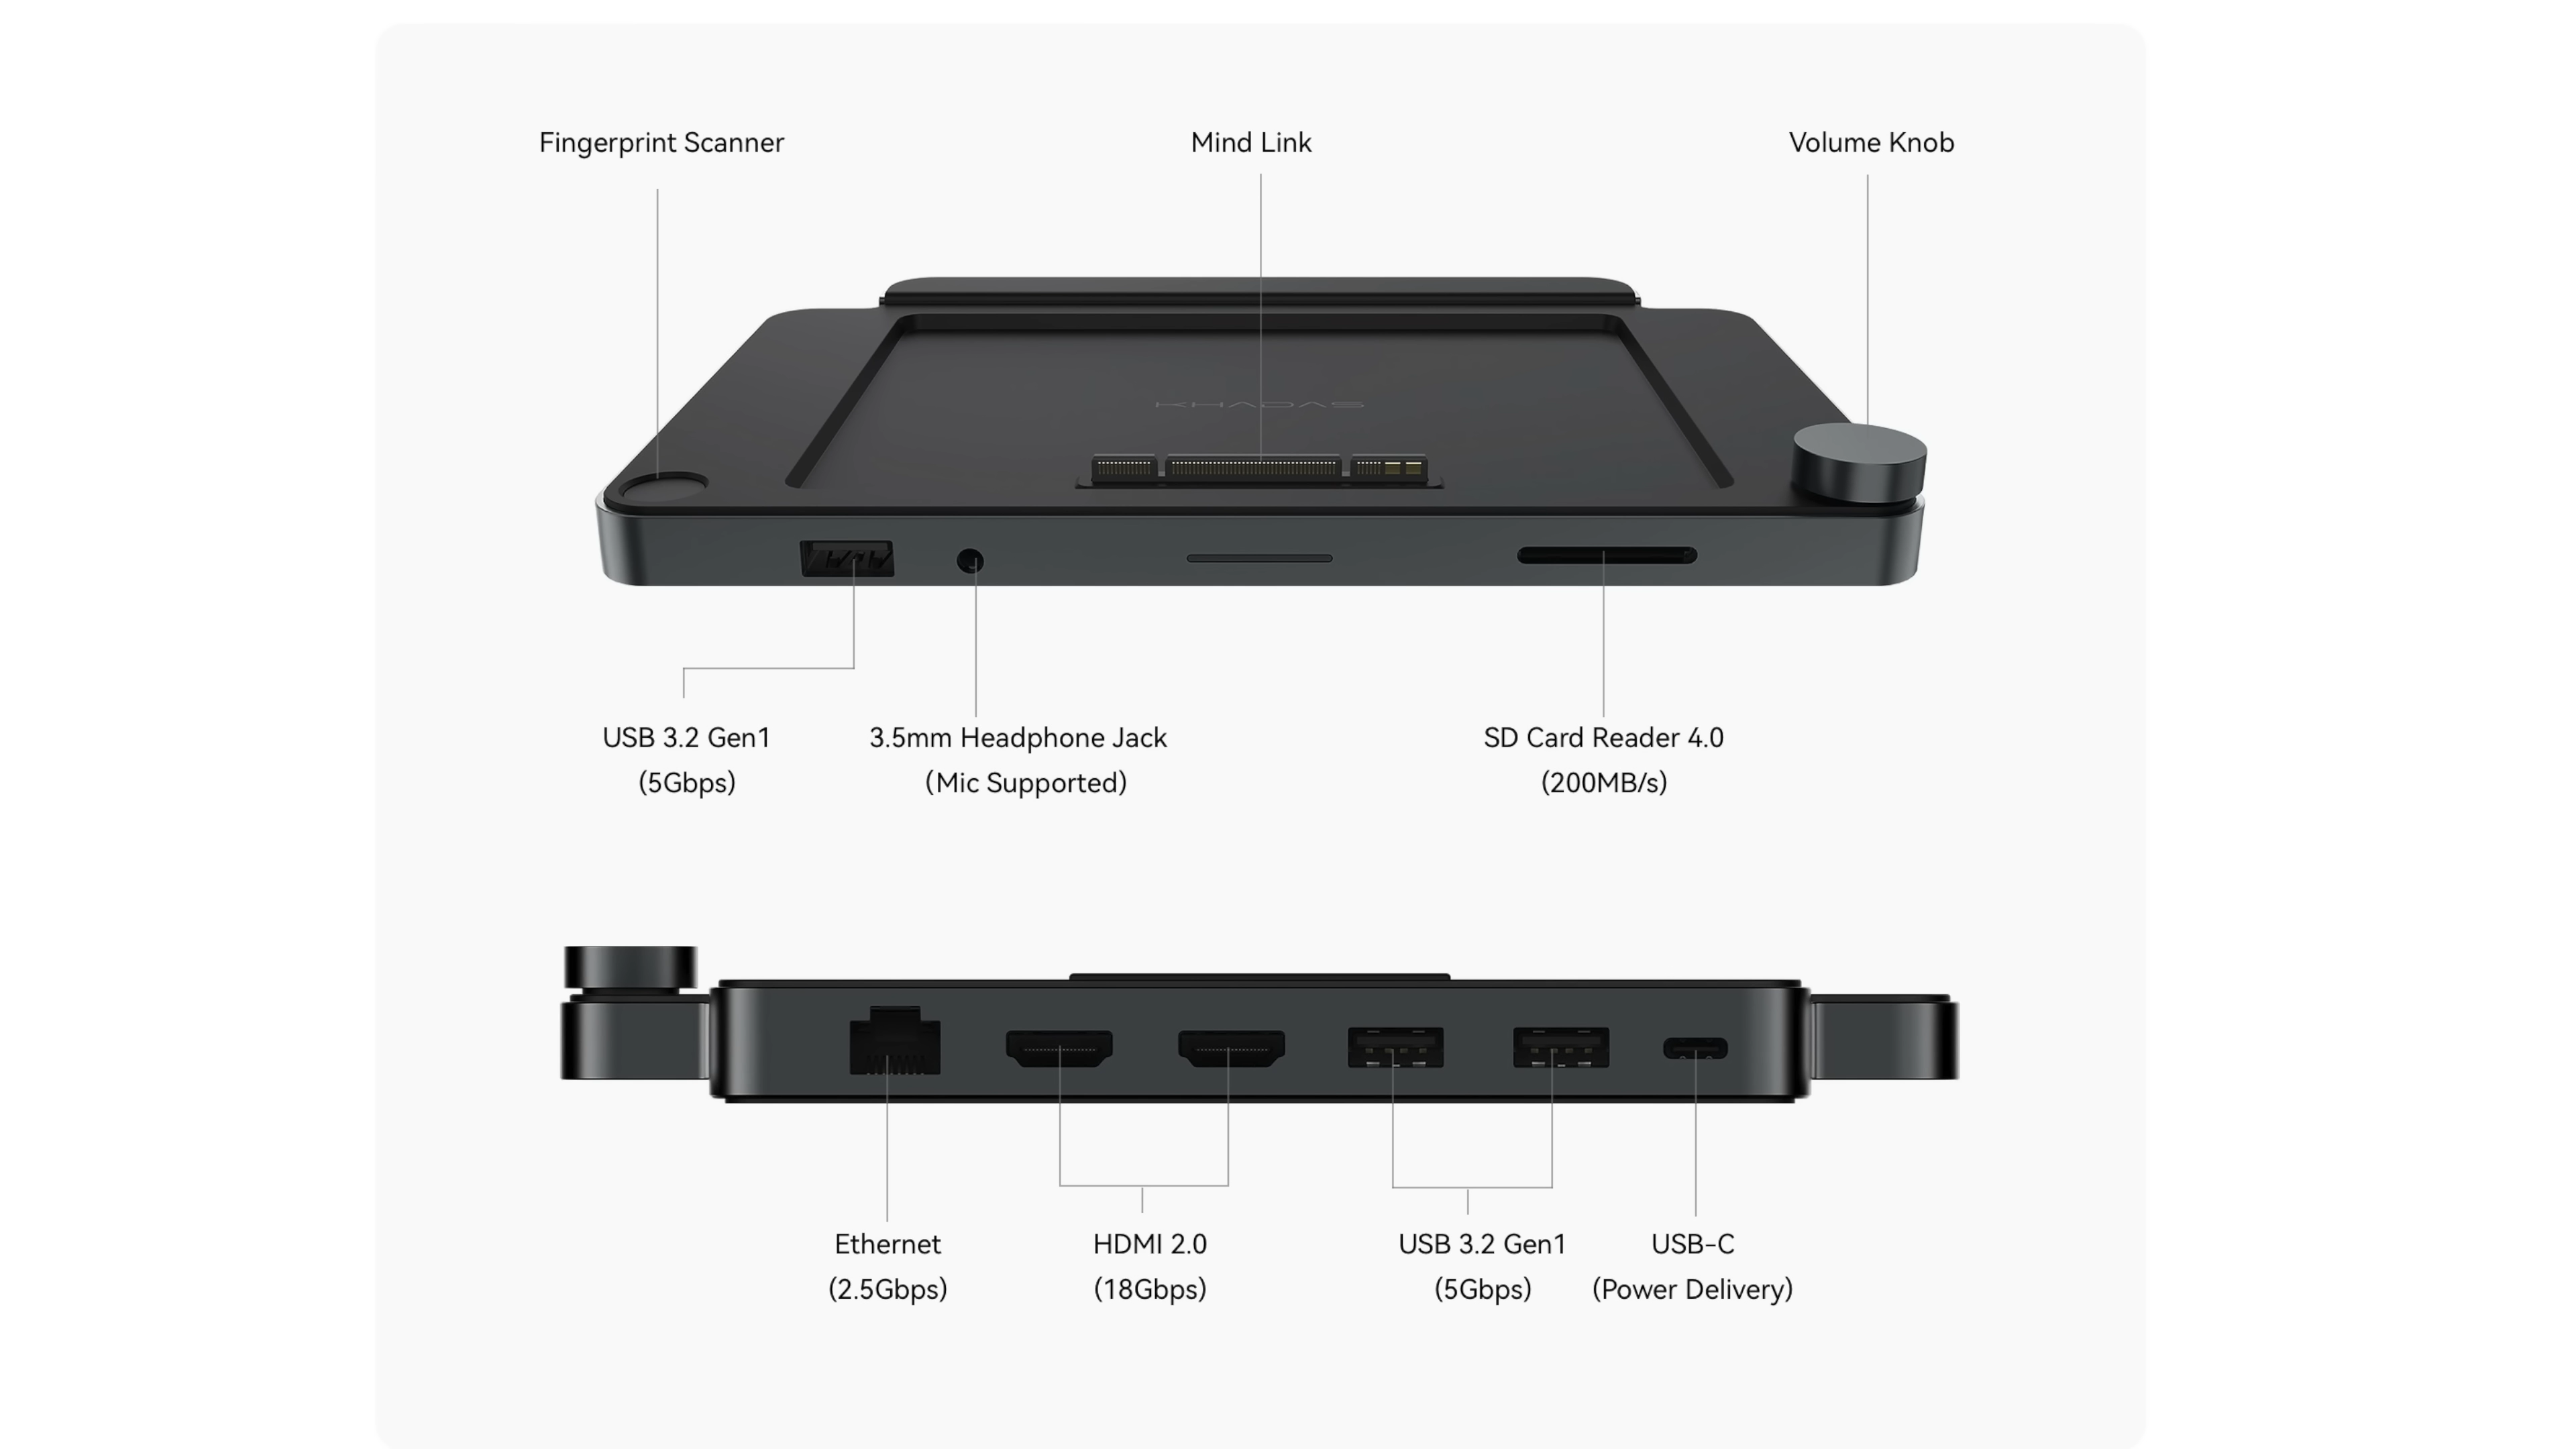 Fingerprint Scanner
Mind Link
Volume Knob
KHADAS
USB 3.2 Gen1
(5Gbps)
3.5mm Headphone Jack
(Mic Supported)
SD Card Reader 4.0
(200MB/s)
Ethernet
(2.5Gbps)
HDMI 2.0
(18Gbps)
USB 3.2 Gen1
(5Gbps)
USB-C
(Power Delivery)